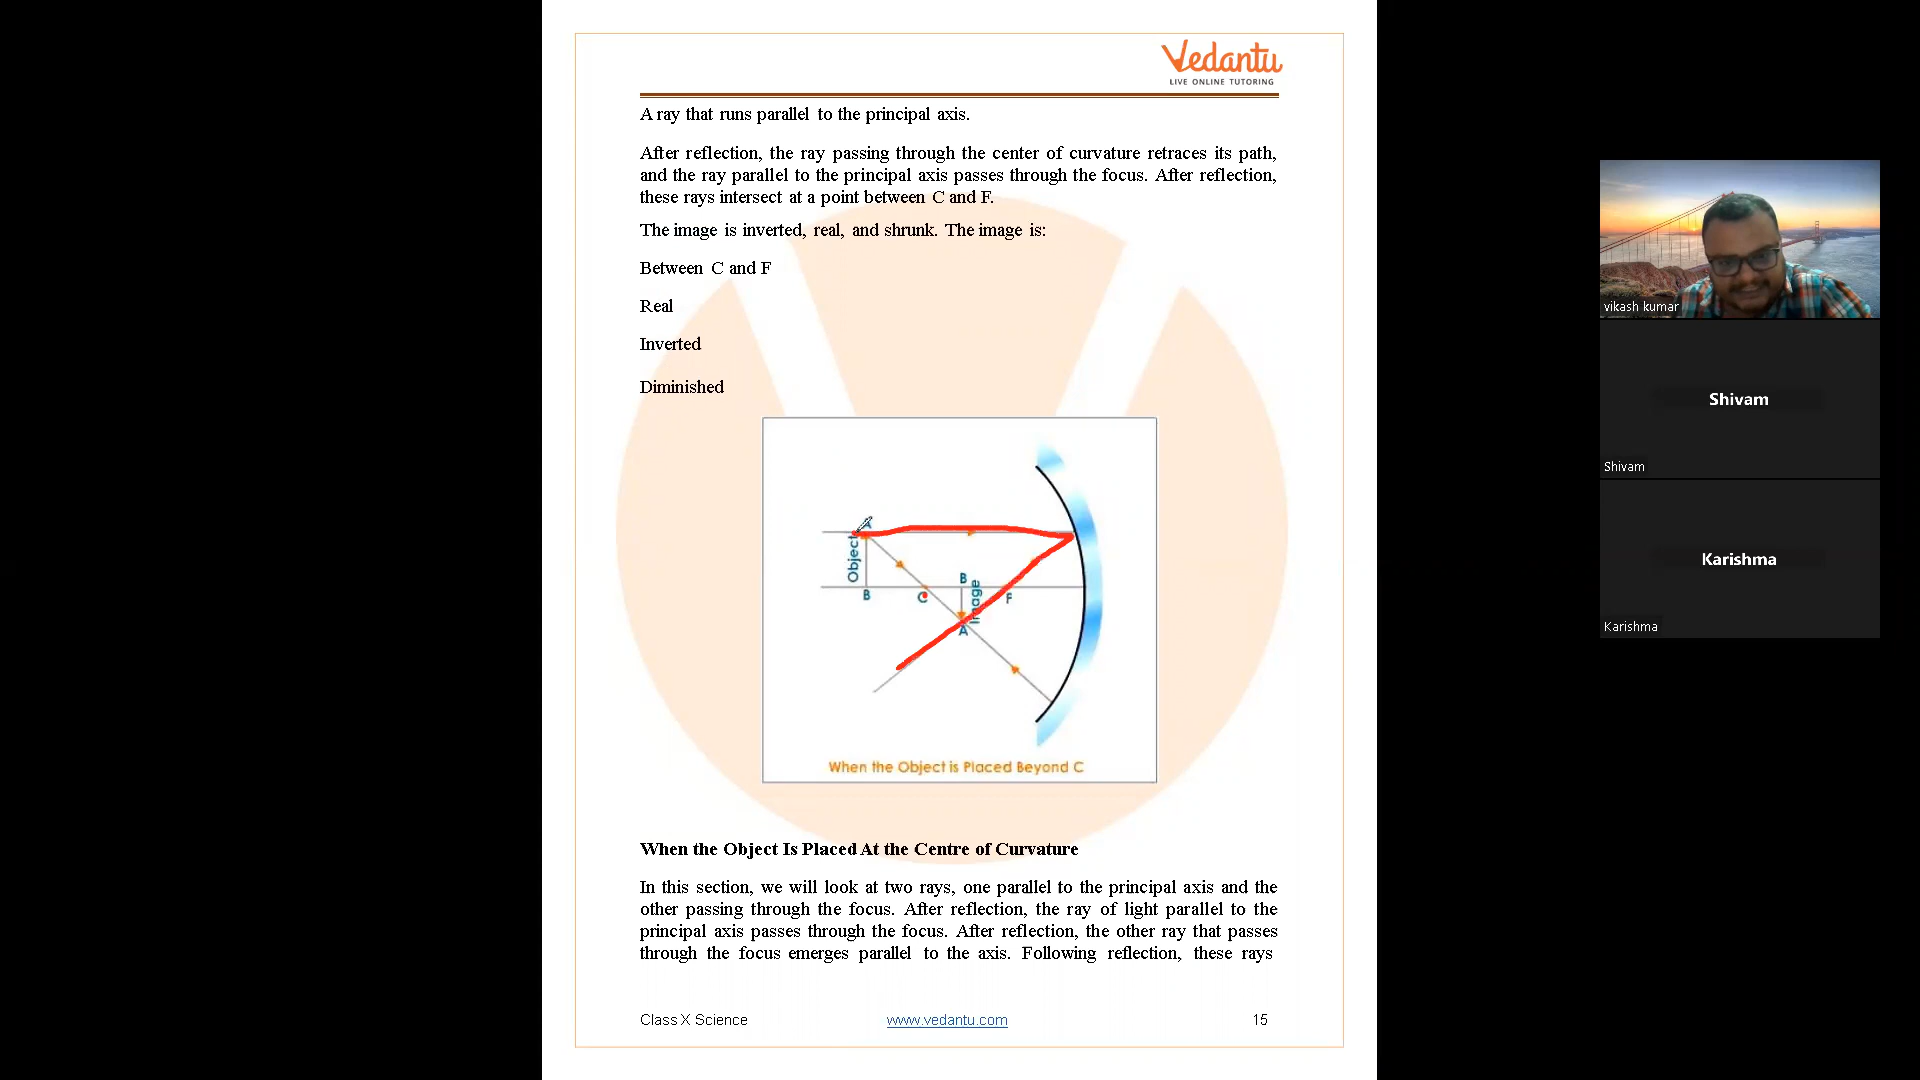 Vedantu
LIVE ONLINE TUTORING
A ray that runs parallel to the principal axis.
After reflection, the ray passing through the center of curvature retraces its path,
and the ray parallel to the principal axis passes through the focus. After reflection,
these rays intersect at a point between C and F.
The image is inverted, real, and shrunk. The image is:
Between C and F
Real
Inverted
Diminished
A
Object
B
C
B
Image
F
A
When the Object is Placed Beyond C
When the Object Is Placed At the Centre of Curvature
In this section, we will look at two rays, one parallel to the principal axis and the
other passing through the focus. After reflection, the ray of light parallel to the
principal axis passes through the focus. After reflection, the other ray that passes
through the focus emerges parallel to the axis. Following reflection, these rays
Class X Science
www.vedantu.com
15
vikash kumar
Shivam
Shivam
Karishma
Karishma